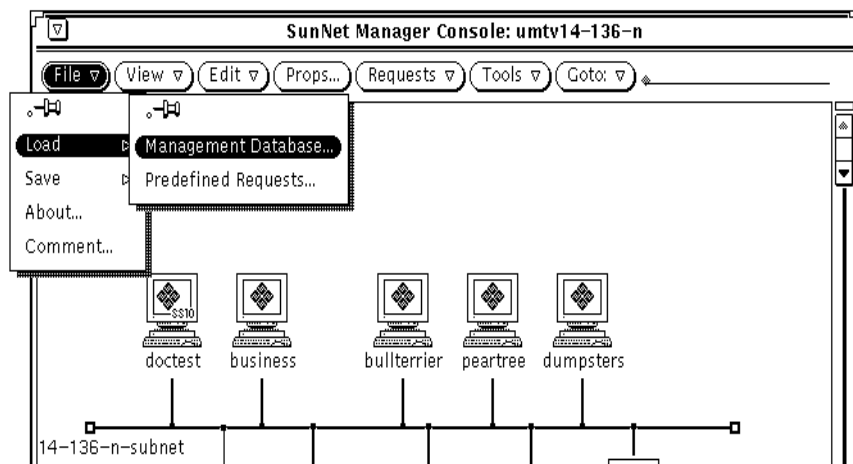 SunNet Manager Console: umtv14-136-n
File View Edit Props... Requests Tools Goto:
Load Management Database...
Save Predefined Requests...
About...
Comment...
SS10
doctest business bullterrier peartree dumpsters
14-136-n-subnet